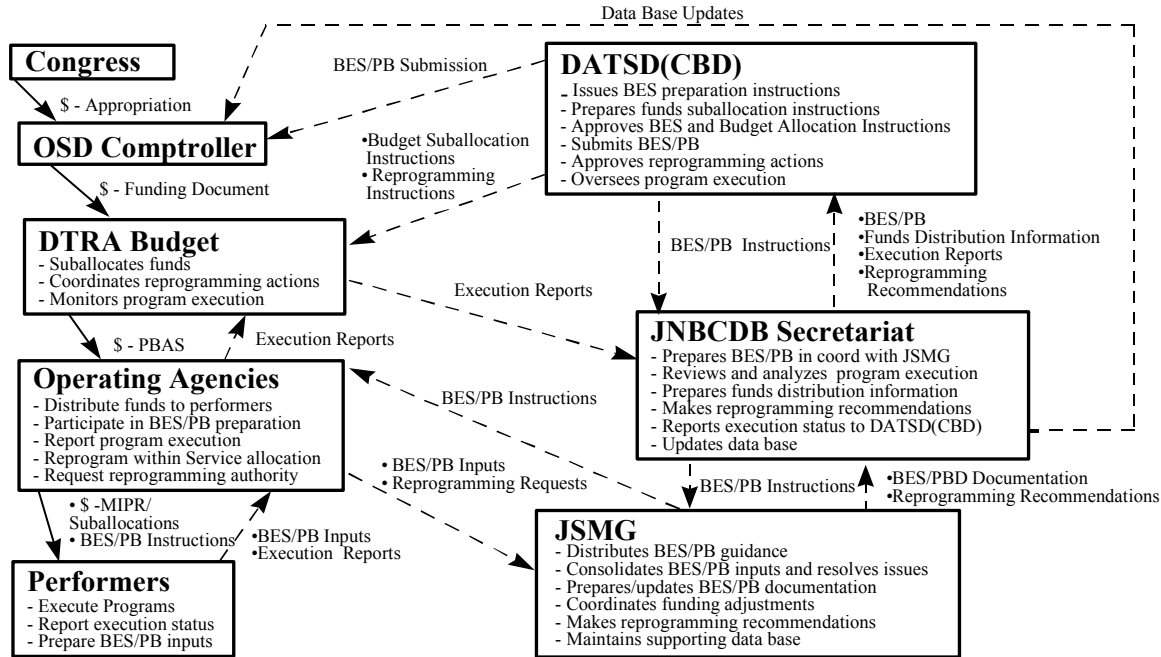 Data Base Updates
Congress
$ - Appropriation
OSD Comptroller
$ - Funding Document
BES/PB Submission
DATSD(CBD)
- Issues BES preparation instructions
- Prepares funds suballocation instructions
- Approves BES and Budget Allocation Instructions
- Submits BES/PB
- Approves reprogramming actions
- Oversees program execution
•Budget Suballocation
Instructions
• Reprogramming
Instructions
DTRA Budget
- Suballocates funds
- Coordinates reprogramming actions
- Monitors program execution
BES/PB Instructions
•BES/PB
•Funds Distribution Information
•Execution Reports
•Reprogramming
Recommendations
Execution Reports
$ - PBAS
Execution Reports
JNBCDB Secretariat
- Prepares BES/PB in coord with JSMG
- Reviews and analyzes program execution
- Prepares funds distribution information
- Makes reprogramming recommendations
- Reports execution status to DATSD(CBD)
- Updates data base
Operating Agencies
- Distribute funds to performers
- Participate in BES/PB preparation
- Report program execution
- Reprogram within Service allocation
- Request reprogramming authority
BES/PB Instructions
• BES/PB Inputs
• Reprogramming Requests
BES/PB Instructions
•BES/PBD Documentation
•Reprogramming Recommendations
• $ -MIPR/
Suballocations
• BES/PB Instructions
•BES/PB Inputs
•Execution Reports
Performers
- Execute Programs
- Report execution status
- Prepare BES/PB inputs
JSMG
- Distributes BES/PB guidance
- Consolidates BES/PB inputs and resolves issues
- Prepares/updates BES/PB documentation
- Coordinates funding adjustments
- Makes reprogramming recommendations
- Maintains supporting data base